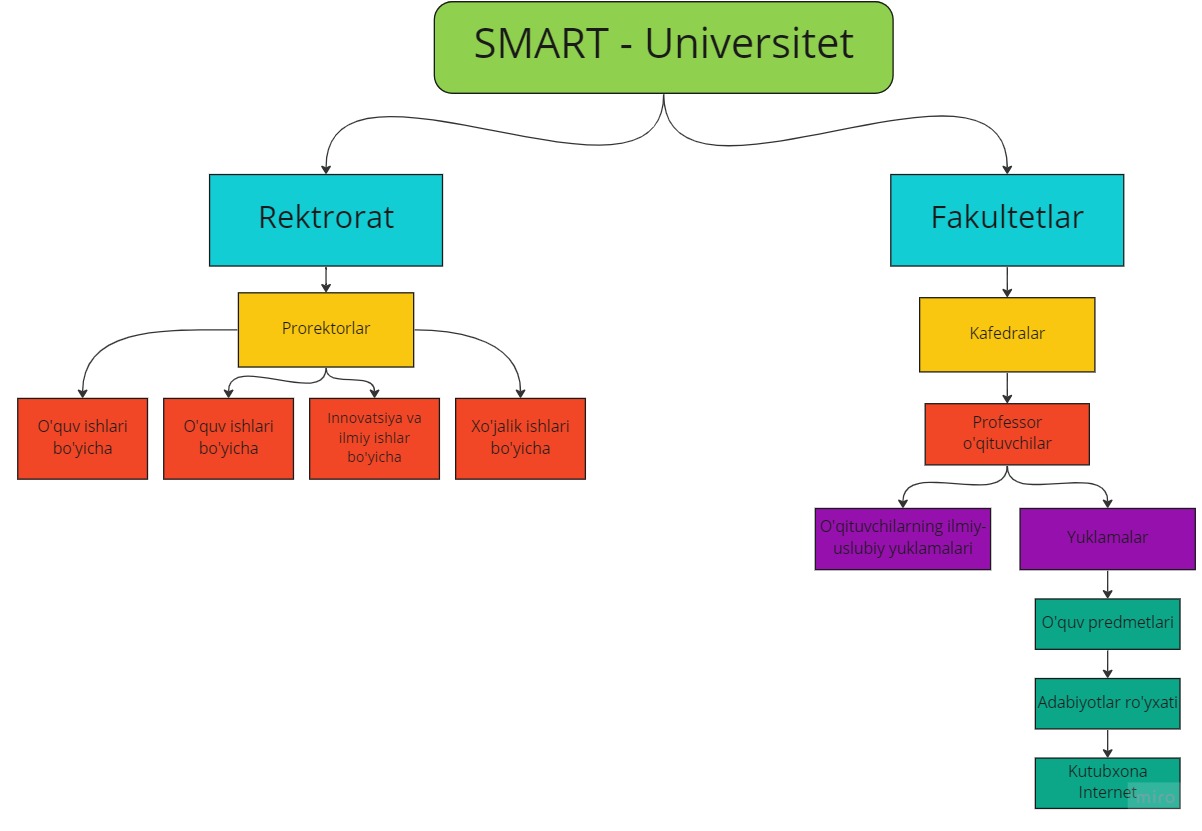 SMART - Universitet
Rektrorat
Fakultetlar
Prorektorlar
Kafedralar
O'quv ishlari
bo'yicha
O'quv ishlari
bo'yicha
Innovatsiya va
ilmiy ishlar
bo'yicha
Xo'jalik ishlari
bo'yicha
Professor
o'qituvchilar
O'qituvchilarning ilmiy-
uslubiy yuklamalari
Yuklamalar
O'quv predmetlari
Adabiyotlar ro'yxati
Kutubxona
Internet
miro